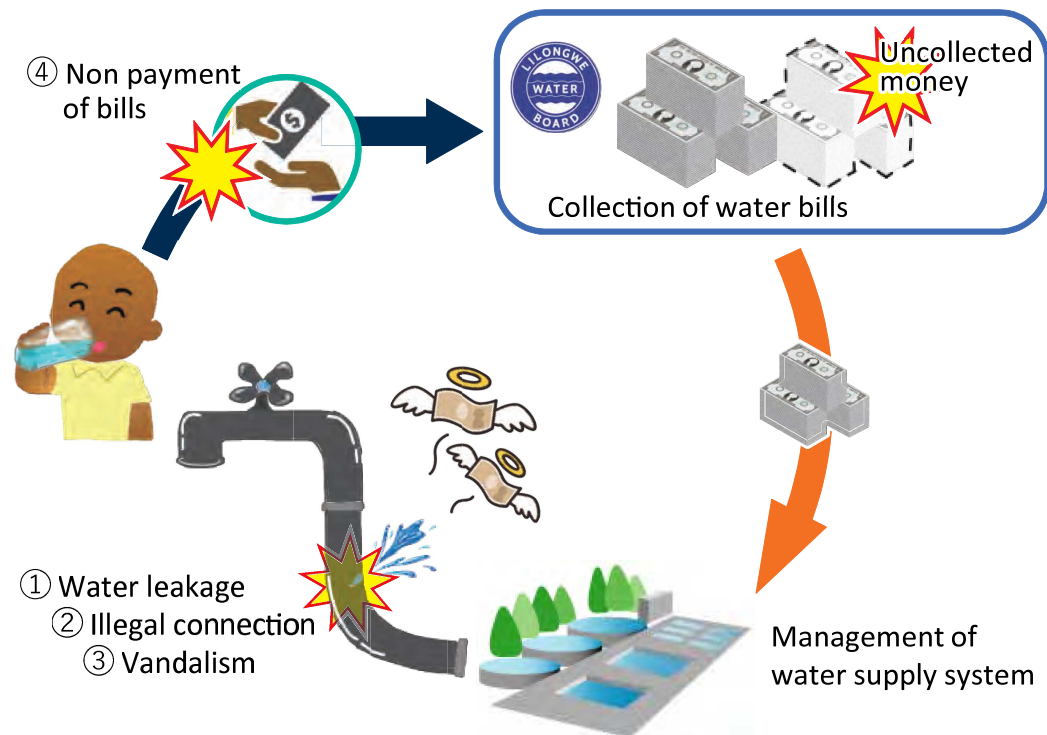 ④ Non payment
of bills
LILONGWE
WATER
BOARD
Uncollected
money
Collection of water bills
① Water leakage
② Illegal connection
③ Vandalism
Management of
water supply system
$